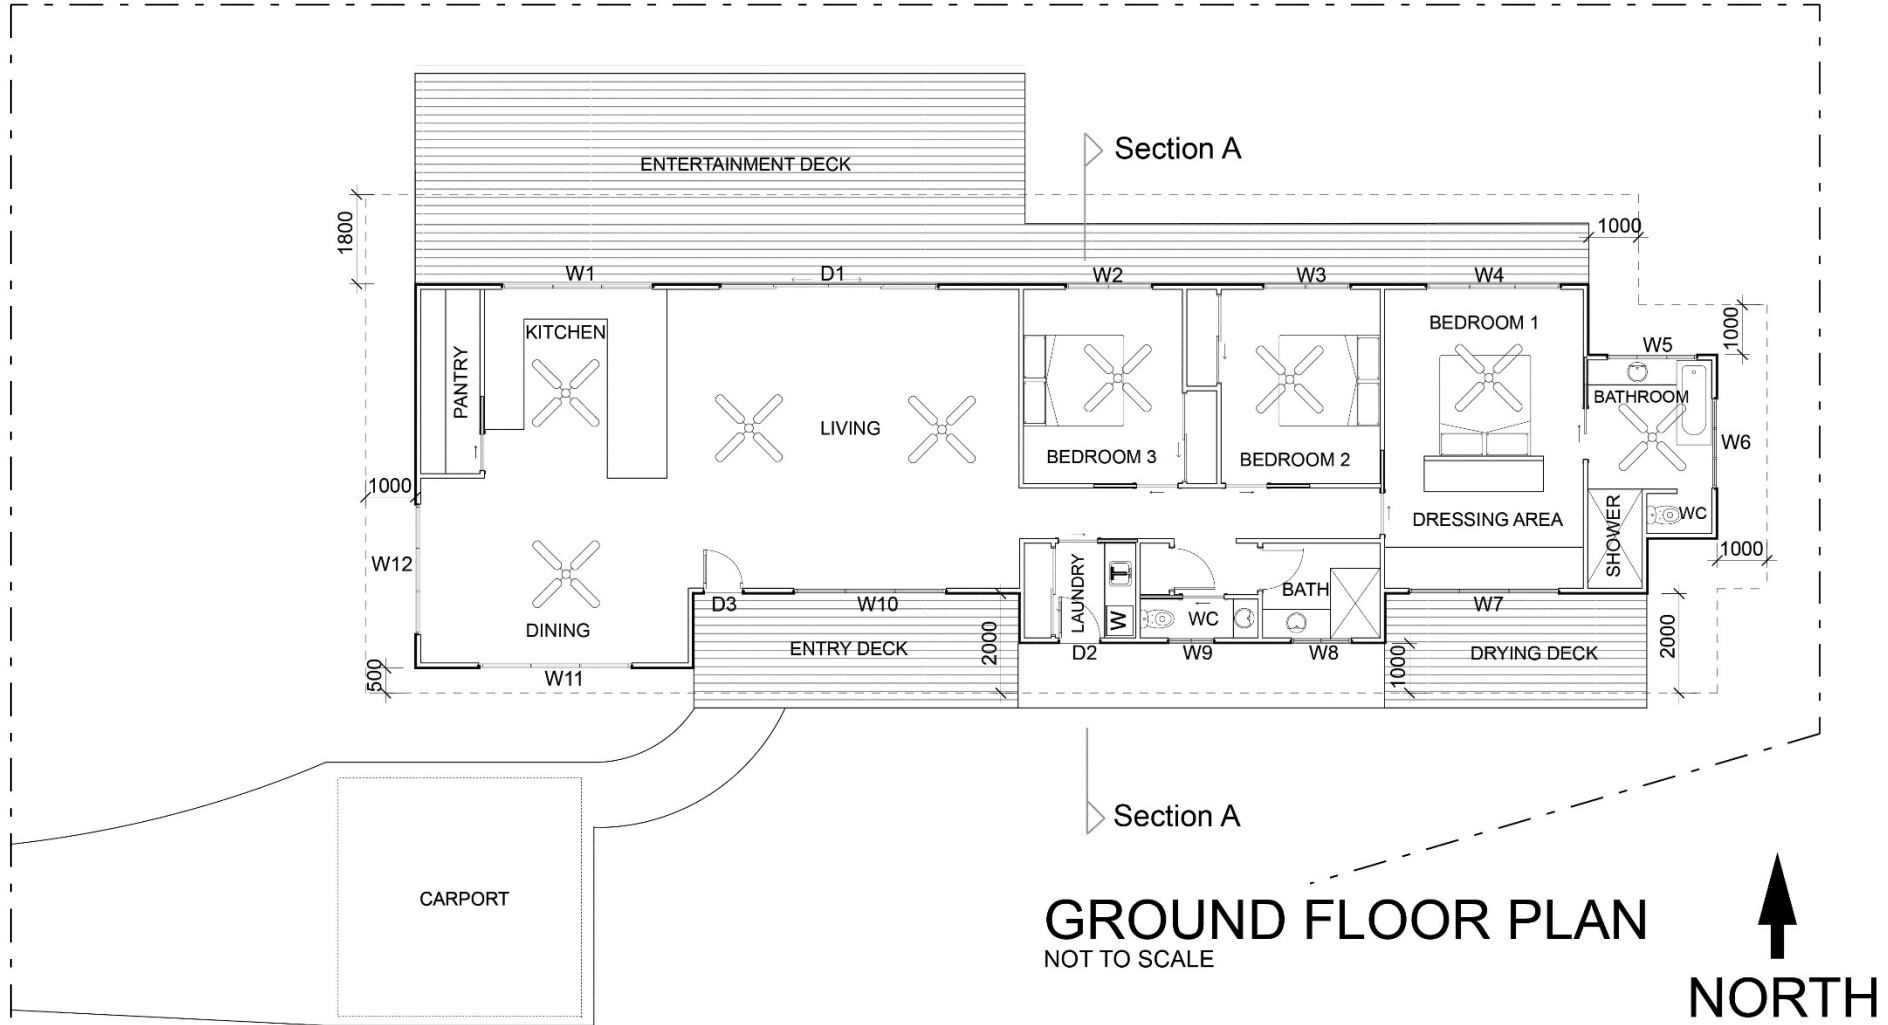 Section A
ENTERTAINMENT DECK
1800
1000
W1
D1
W2
W3
W4
1000
KITCHEN
BEDROOM 1
W5
PANTRY
BATHROOM
LIVING
W6
BEDROOM 3
BEDROOM 2
1000
DRESSING AREA
WC
SHOWER
1000
W12
LAUNDRY
T
BATH
D3
W10
W7
W
WC
DINING
ENTRY DECK
2000
D2
W9
W8
1000
DRYING DECK
2000
500
W11
Section A
CARPORT
GROUND FLOOR PLAN
NOT TO SCALE
NORTH